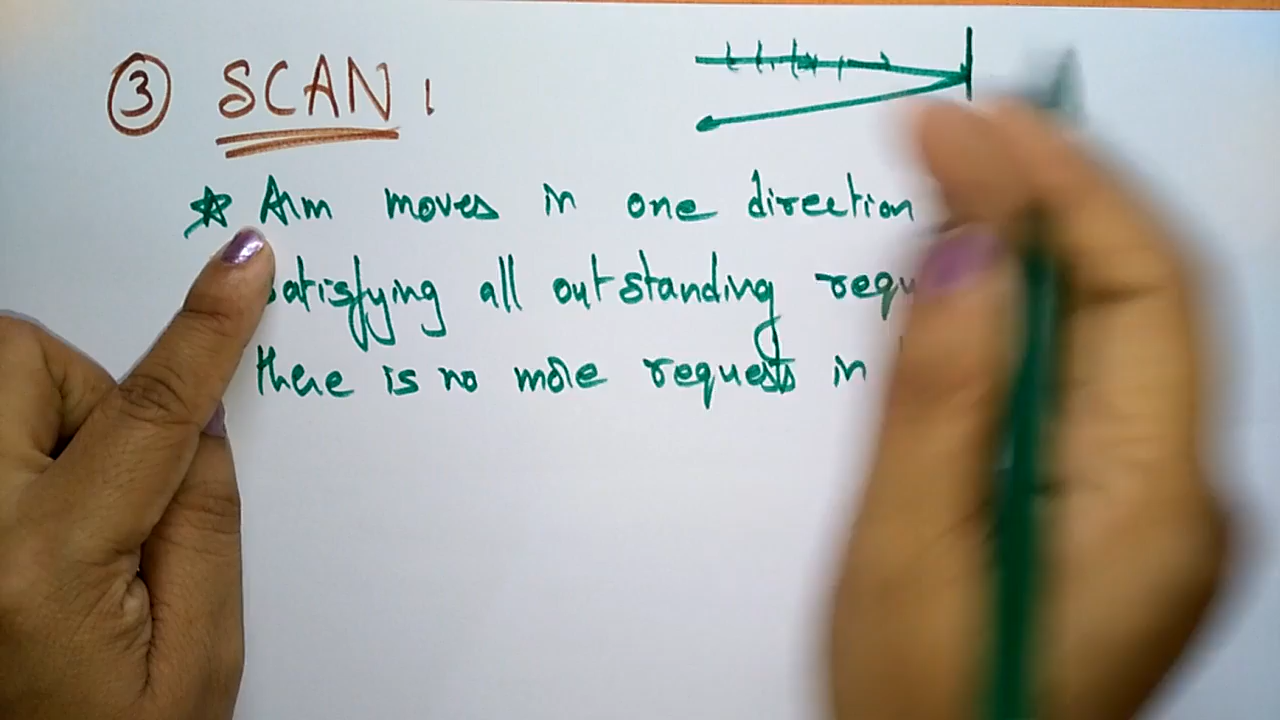 ③ SCAN :
☆ Arm moves in one direction
satisfying all outstanding
there is no more requests in